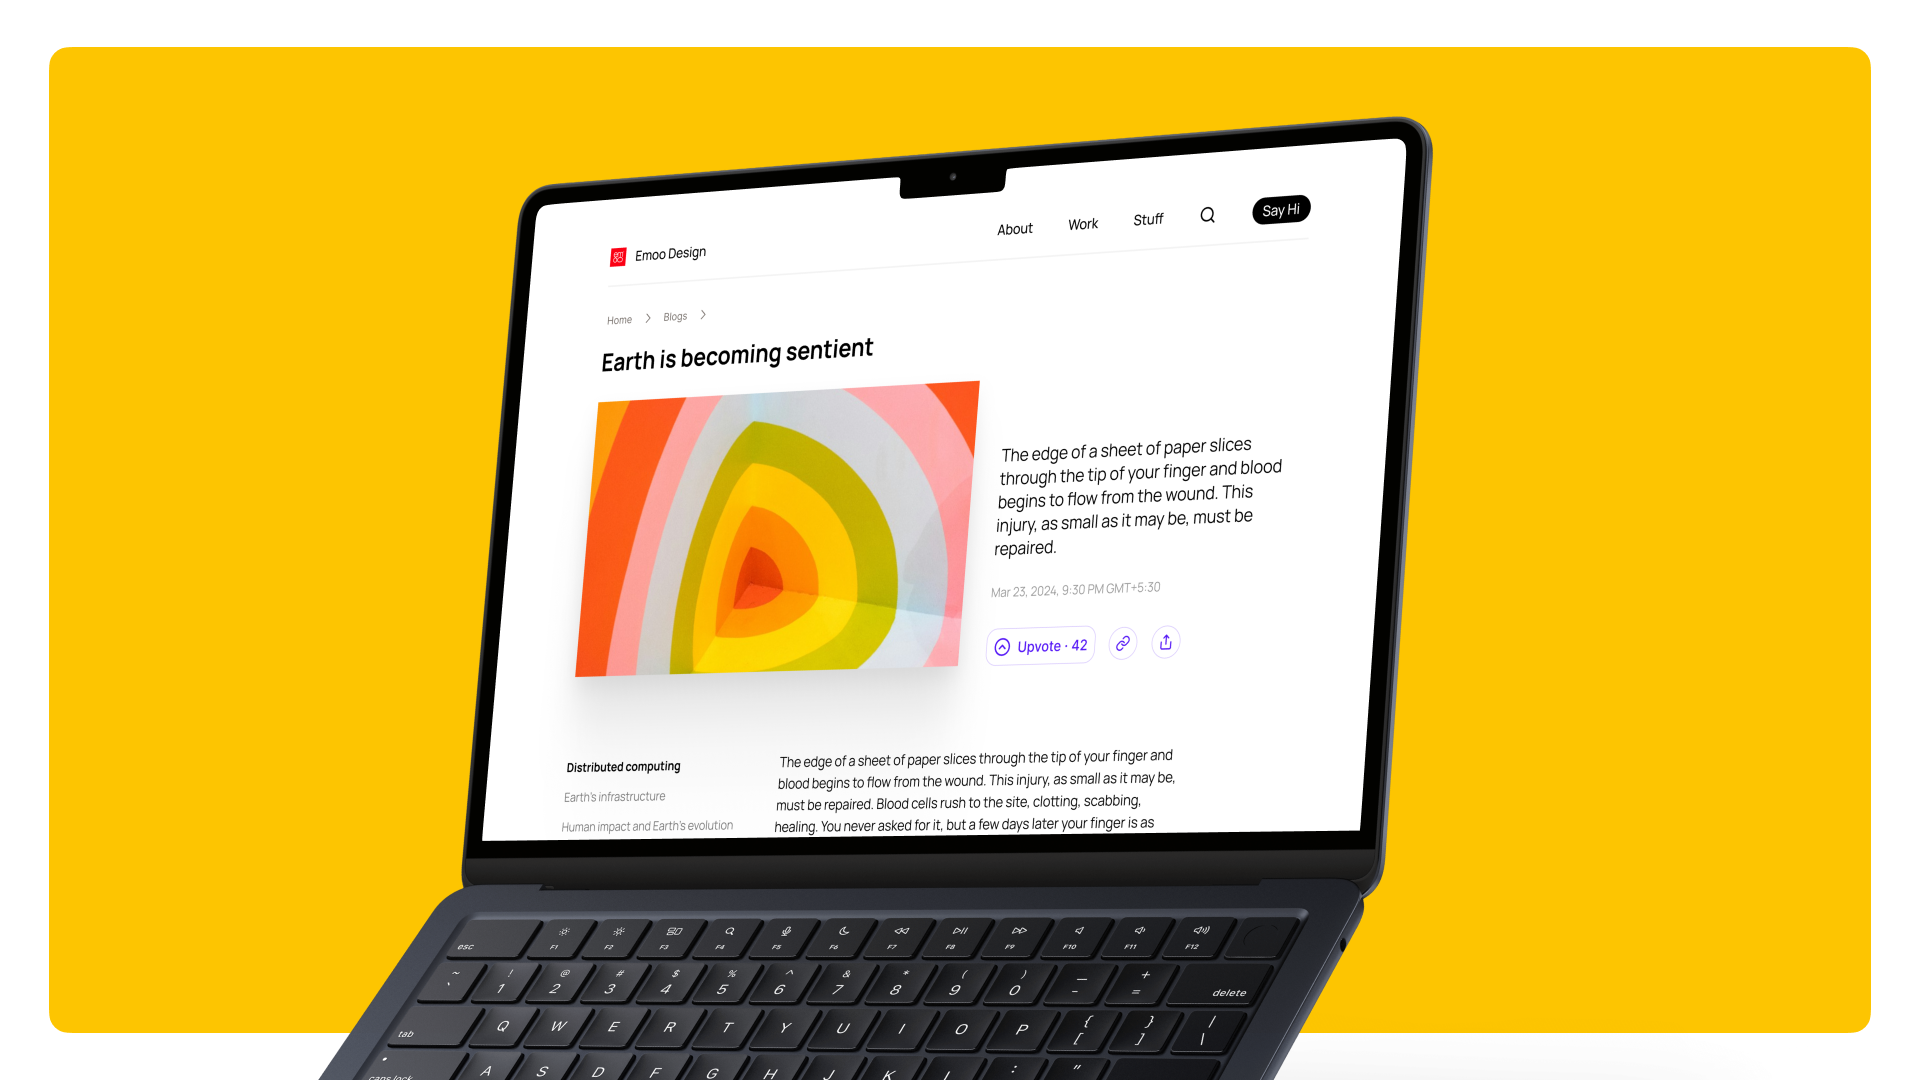 Emoo Design
About Work Stuff Say Hi
Home Blogs
Earth is becoming sentient
The edge of a sheet of paper slices
through the tip of your finger and blood
begins to flow from the wound. This
injury, as small as it may be, must be
repaired.
Mar 23, 2024, 9:30 PM GMT+5:30
Upvote · 42
Distributed computing
Earth's infrastructure
Human impact and Earth's evolution
The edge of a sheet of paper slices through the tip of your finger and
blood begins to flow from the wound. This injury, as small as it may be,
must be repaired. Blood cells rush to the site, clotting, scabbing,
healing. You never asked for it, but a few days later your finger is as
esc F1 F2 F3 F4 F5 F6 F7 F8 F9 F10 F11 F12
~ ! @ # $ % ^ & * ( ) — +
` 1 2 3 4 5 6 7 8 9 0 - = delete
tab Q W E R T Y U I O P { [ } ] | \
caps lock A S D F G H J K L : "